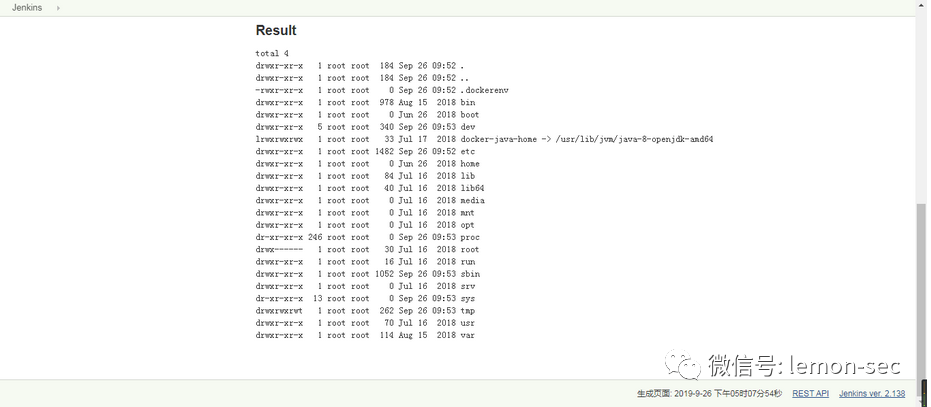 Jenkins
Result
total 4
drwxr-xr-x 1 root root 184 Sep 26 09:52 .
drwxr-xr-x 1 root root 184 Sep 26 09:52 ..
-rwxr-xr-x 1 root root 0 Sep 26 09:52 .dockerenv
drwxr-xr-x 1 root root 978 Aug 15 2018 bin
drwxr-xr-x 1 root root 0 Jun 26 2018 boot
drwxr-xr-x 5 root root 340 Sep 26 09:53 dev
lrwxrwxrwx 1 root root 33 Jul 17 2018 docker-java-home -> /usr/lib/jvm/java-8-openjdk-amd64
drwxr-xr-x 1 root root 1482 Sep 26 09:52 etc
drwxr-xr-x 1 root root 0 Jun 26 2018 home
drwxr-xr-x 1 root root 84 Jul 16 2018 lib
drwxr-xr-x 1 root root 40 Jul 16 2018 lib64
drwxr-xr-x 1 root root 0 Jul 16 2018 media
drwxr-xr-x 1 root root 0 Jul 16 2018 mnt
drwxr-xr-x 1 root root 0 Jul 16 2018 opt
dr-xr-xr-x 246 root root 0 Sep 26 09:53 proc
drwx------ 1 root root 30 Jul 16 2018 root
drwxr-xr-x 1 root root 16 Jul 16 2018 run
drwxr-xr-x 1 root root 1052 Sep 26 09:53 sbin
drwxr-xr-x 1 root root 0 Jul 16 2018 srv
dr-xr-xr-x 13 root root 0 Sep 26 09:53 sys
drwxrwxrwt 1 root root 262 Sep 26 09:53 tmp
drwxr-xr-x 1 root root 70 Jul 16 2018 usr
drwxr-xr-x 1 root root 114 Aug 15 2018 var
微信号: lemon-sec
生成页面: 2019-9-26 下午05时07分54秒 REST API Jenkins ver. 2.138